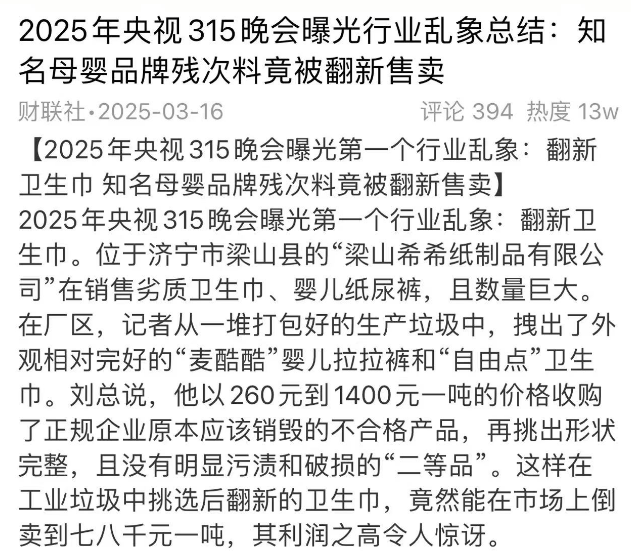 2025年央视315晚会曝光行业乱象总结：知
名母婴品牌残次料竟被翻新售卖
财联社•2025-03-16 评论 394 热度 13w
【2025年央视315晚会曝光第一个行业乱象：翻新
卫生巾 知名母婴品牌残次料竟被翻新售卖】
2025年央视315晚会曝光第一个行业乱象：翻新卫
生巾。位于济宁市梁山县的“梁山希希纸制品有限公
司”在销售劣质卫生巾、婴儿纸尿裤，且数量巨大。
在厂区，记者从一堆打包好的生产垃圾中，拽出了外
观相对完好的“麦酷酷”婴儿拉拉裤和“自由点”卫生
巾。刘总说，他以260元到1400元一吨的价格收购
了正规企业原本应该销毁的不合格产品，再挑出形状
完整，且没有明显污渍和破损的“二等品”。这样在
工业垃圾中挑选后翻新的卫生巾，竟然能在市场上倒
卖到七八千元一吨，其利润之高令人惊讶。